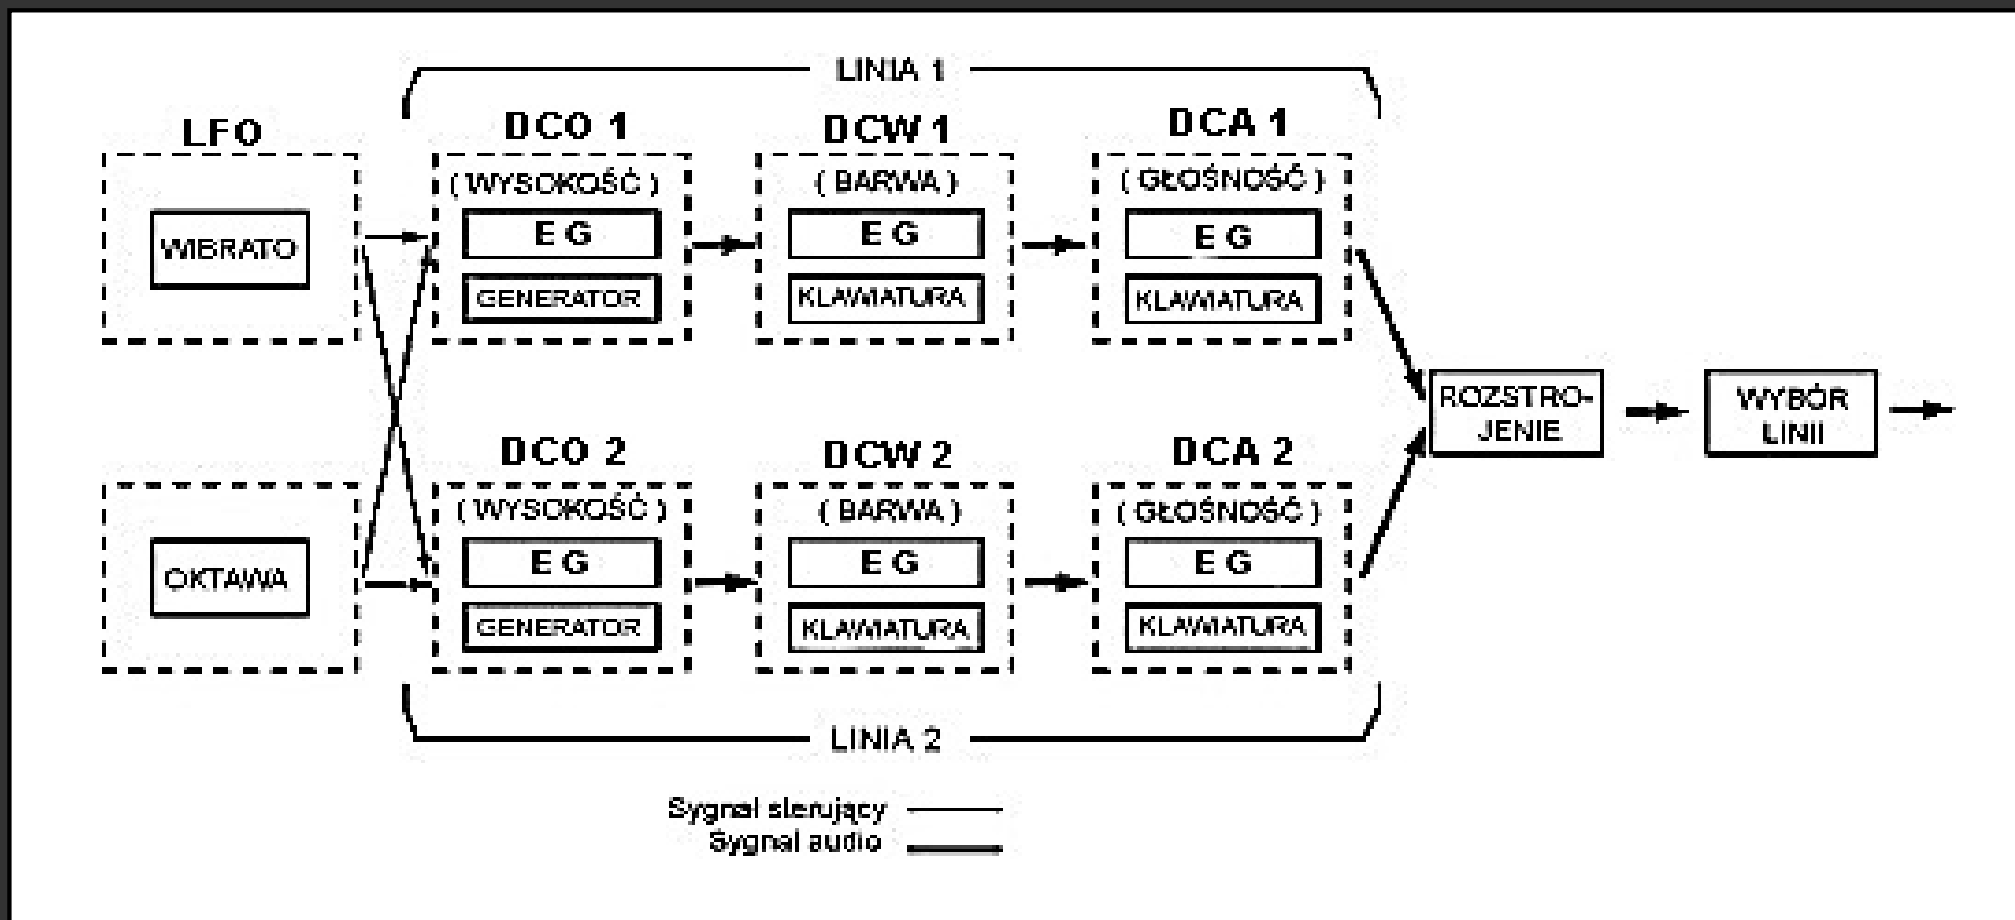 LINIA 1
LFO
DCO 1
DCW 1
DCA 1
( WYSOKOŚĆ )
( BARWA )
( GŁOŚNOŚĆ )
WIBRATO
E G
E G
E G
GENERATOR
KLAWIATURA
KLAWIATURA
ROZSTRO-
JENIE
WYBÓR
LINII
DCO 2
DCW 2
DCA 2
( WYSOKOŚĆ )
( BARWA )
( GŁOŚNOŚĆ )
OKTAWA
E G
E G
E G
GENERATOR
KLAWIATURA
KLAWIATURA
LINIA 2
Sygnał sterujący
Sygnał audio